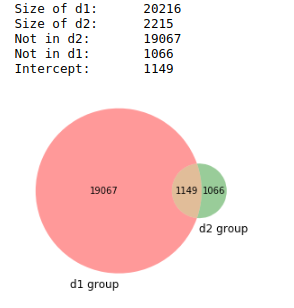 Size of d1: 20216
Size of d2: 2215
Not in d2: 19067
Not in d1: 1066
Intercept: 1149
19067 1149 1066
d2 group
d1 group